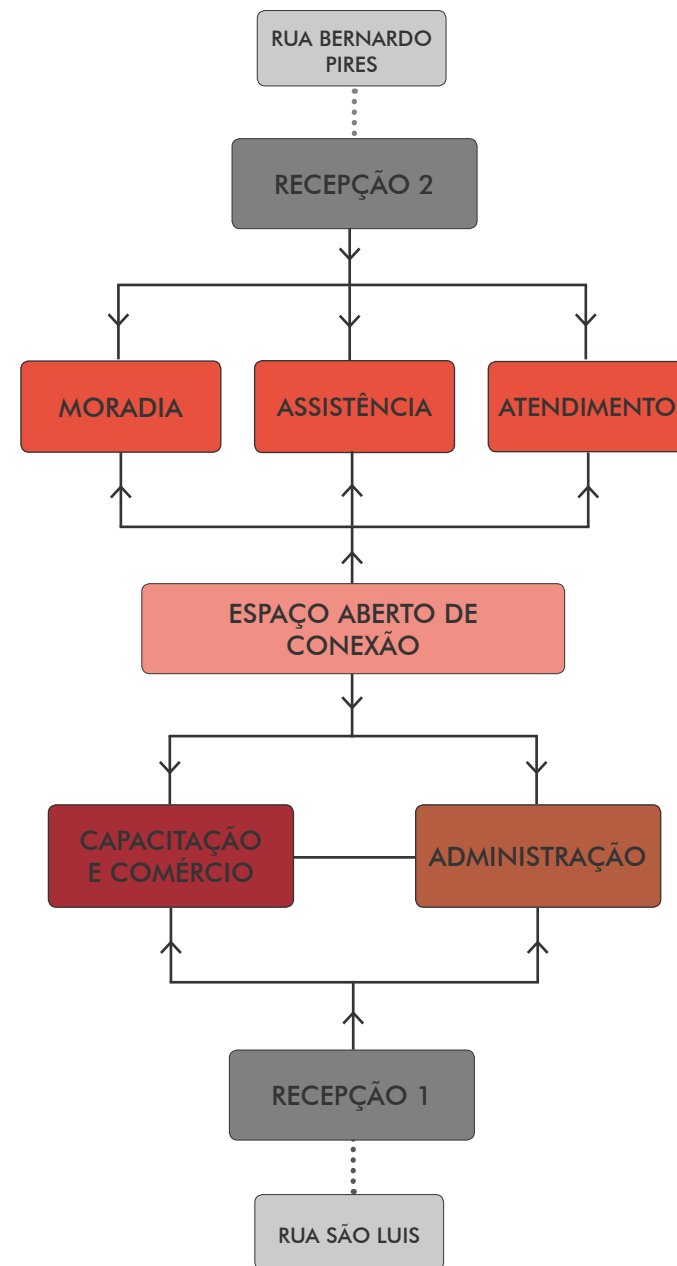 RUA BERNARDO
PIRES
RECEPÇÃO 2
MORADIA
ASSISTÊNCIA
ATENDIMENTO
ESPAÇO ABERTO DE
CONEXÃO
CAPACITAÇÃO
E COMÉRCIO
ADMINISTRAÇÃO
RECEPÇÃO 1
RUA SÃO LUIS